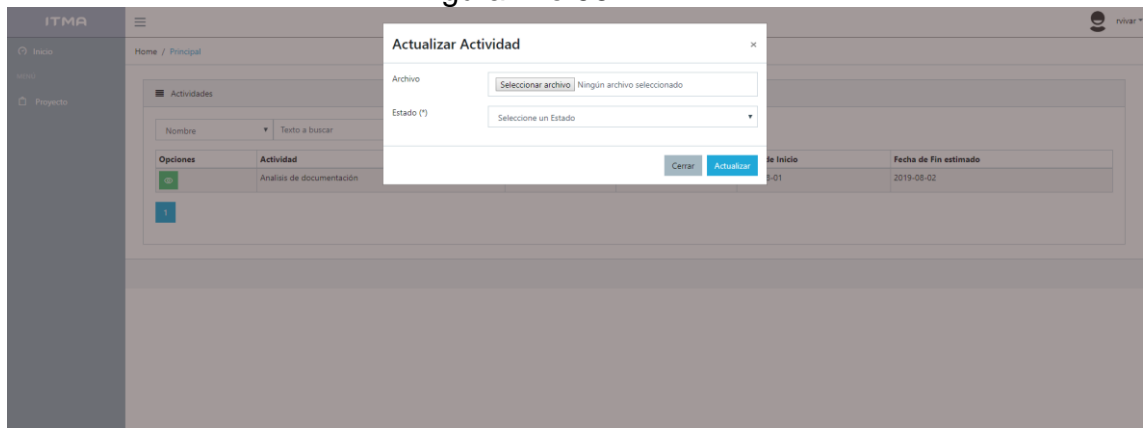 ITMA
rvivar
Inicio
Home / Principal
MENÚ
Proyecto
Actualizar Actividad ×
Archivo Seleccionar archivo Ningún archivo seleccionado
Estado (*) Seleccione un Estado
Cerrar Actualizar
Actividades
Nombre Texto a buscar
Opciones Actividad de Inicio Fecha de Fin estimado
Analisis de documentación -01 2019-08-02
1